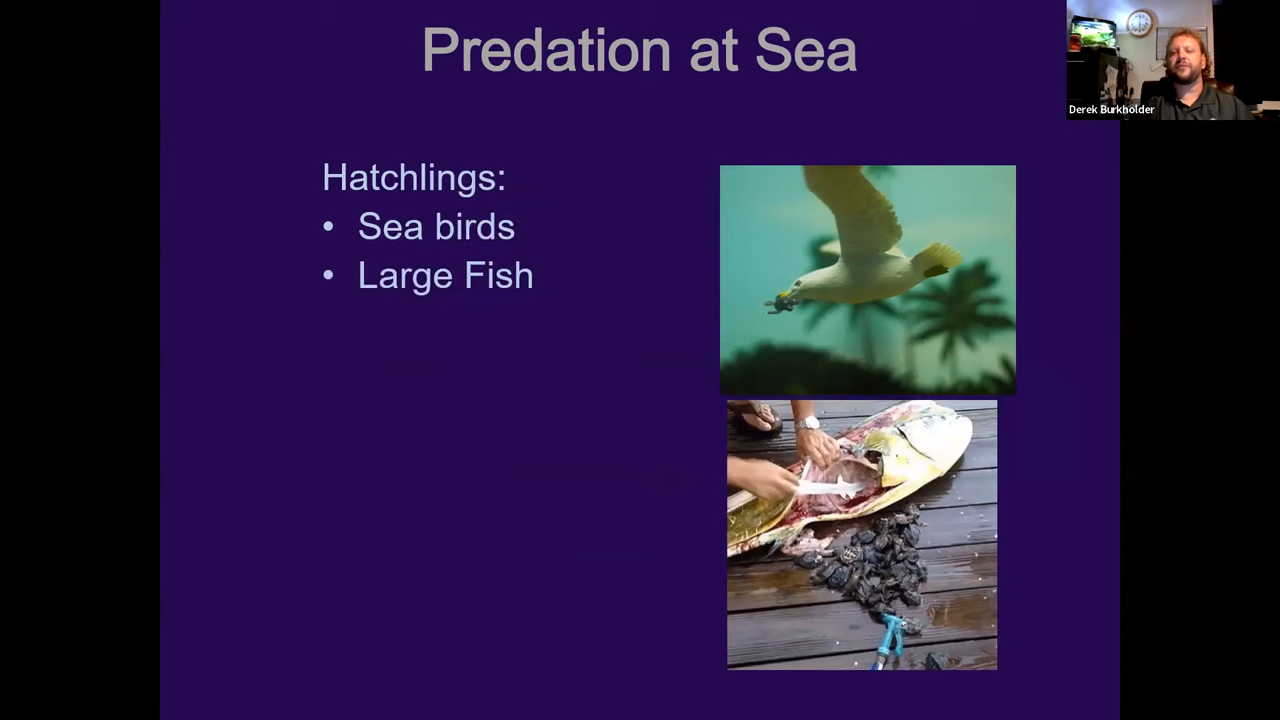 Predation at Sea
Derek Burkholder
Hatchlings:
• Sea birds
• Large Fish